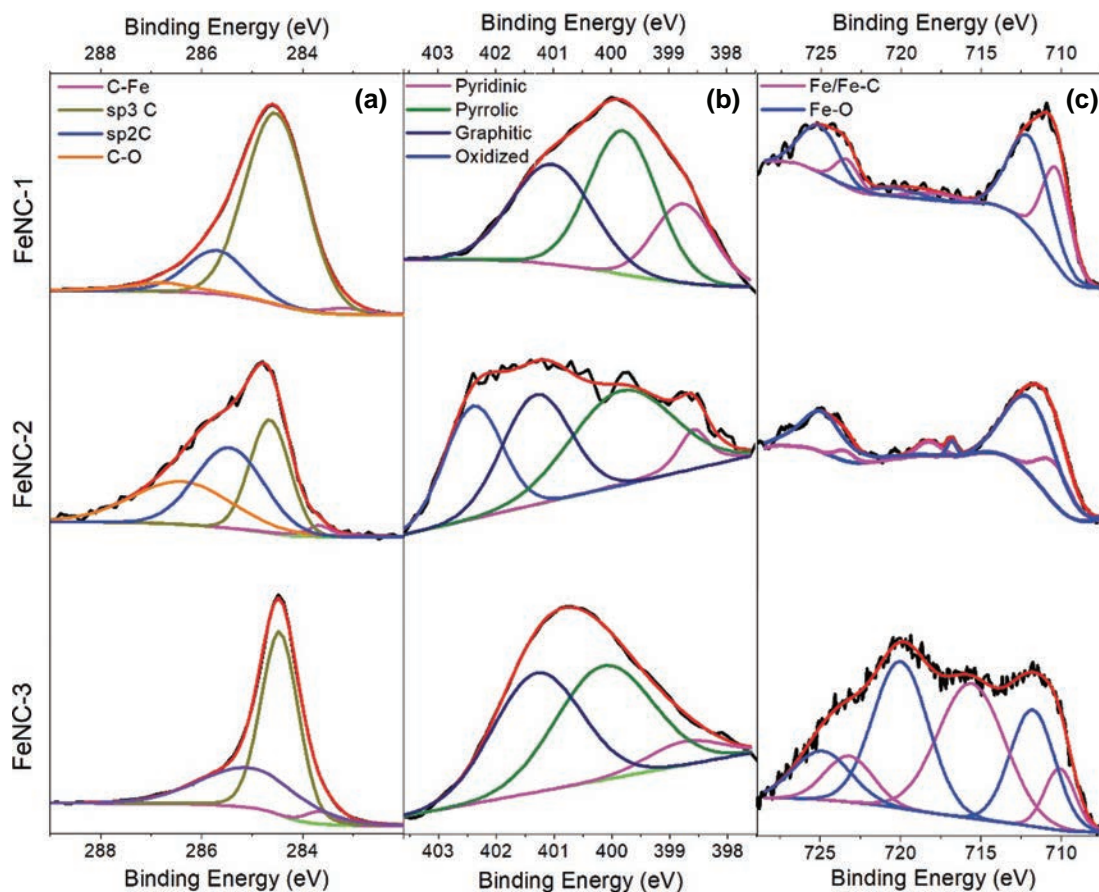 Binding Energy (eV) Binding Energy (eV) Binding Energy (eV)
288 286 284 403 402 401 400 399 398 725 720 715 710
C-Fe
sp3 C
sp2C
C-O
(a)
Pyridinic
Pyrrolic
Graphitic
Oxidized
(b)
Fe/Fe-C
Fe-O
(c)
FeNC-1
FeNC-2
FeNC-3
288 286 284 403 402 401 400 399 398 725 720 715 710
Binding Energy (eV) Binding Energy (eV) Binding Energy (eV)